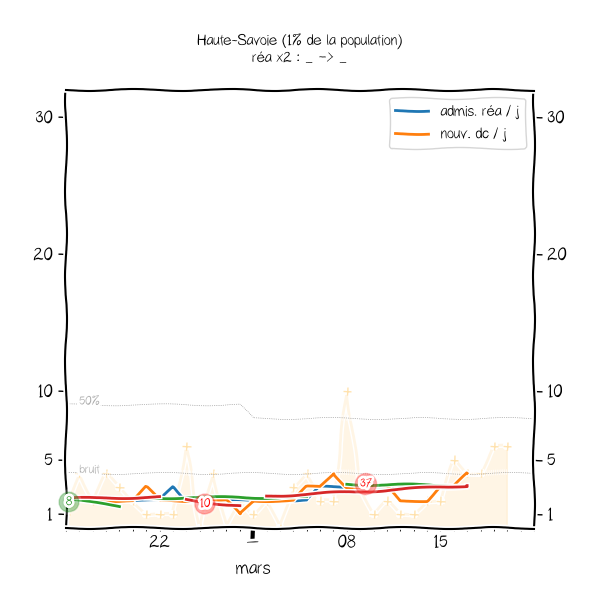 Haute-Savoie (1% de la population)
réa x2 : _ -> _
admis. réa / j
nouv. dc / j
30
30
20
20
10
10
50%
5
5
bruit
37
8
10
1
1
22
08
15
mars